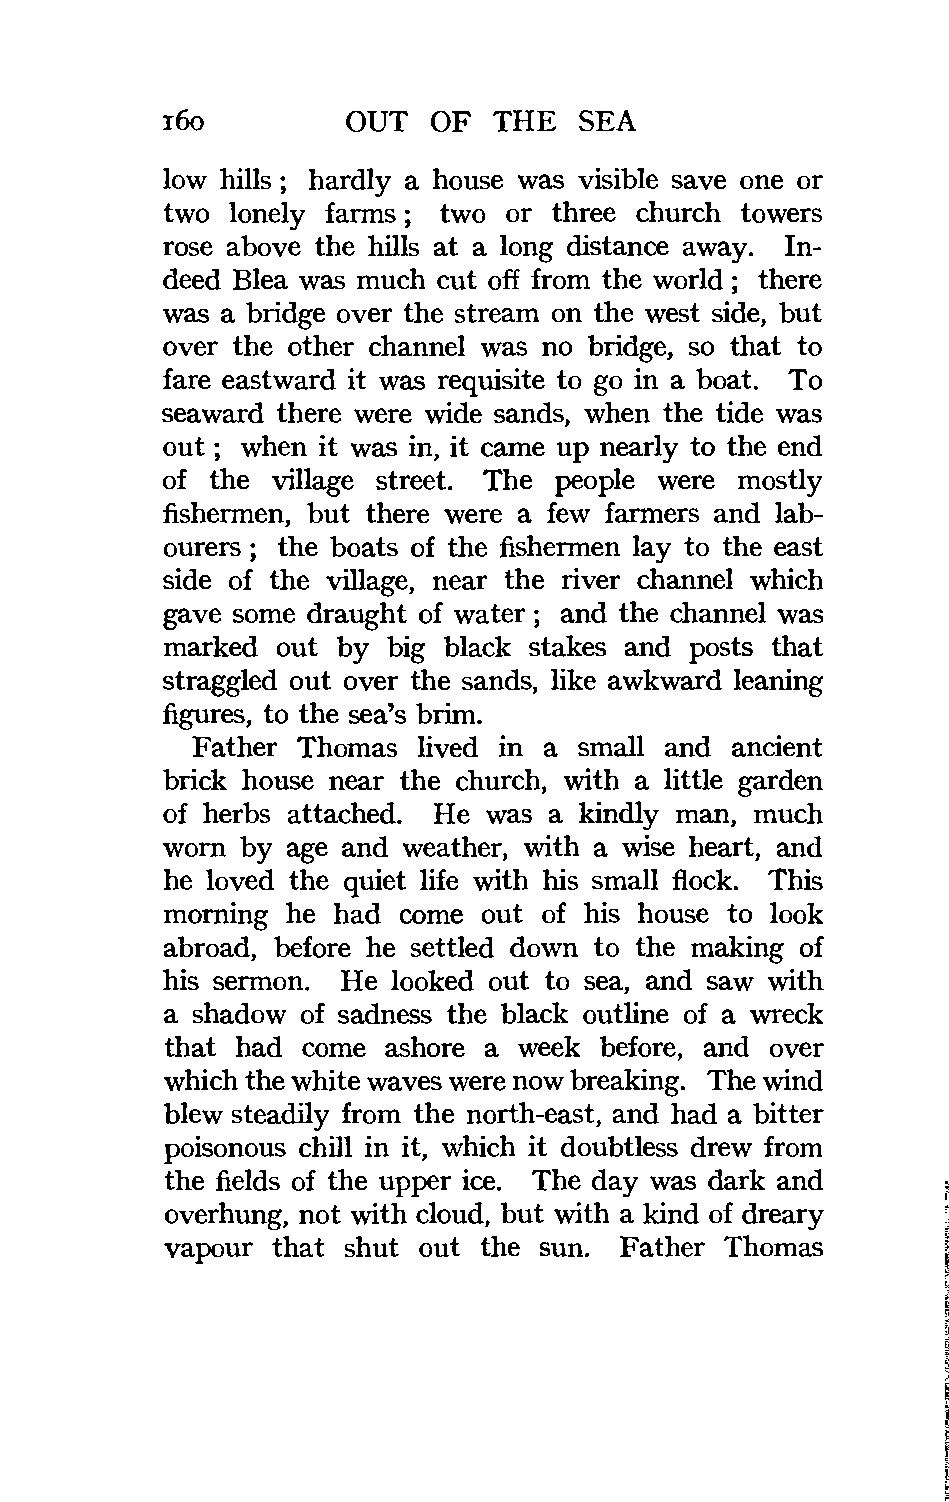 160 OUT OF THE SEA
low hills ; hardly a house was visible save one or
two lonely farms ; two or three church towers
rose above the hills at a long distance away. In-
deed Blea was much cut off from the world ; there
was a bridge over the stream on the west side, but
over the other channel was no bridge, so that to
fare eastward it was requisite to go in a boat. To
seaward there were wide sands, when the tide was
out ; when it was in, it came up nearly to the end
of the village street. The people were mostly
fishermen, but there were a few farmers and lab-
ourers ; the boats of the fishermen lay to the east
side of the village, near the river channel which
gave some draught of water ; and the channel was
marked out by big black stakes and posts that
straggled out over the sands, like awkward leaning
figures, to the sea's brim.
Father Thomas lived in a small and ancient
brick house near the church, with a little garden
of herbs attached. He was a kindly man, much
worn by age and weather, with a wise heart, and
he loved the quiet life with his small flock. This
morning he had come out of his house to look
abroad, before he settled down to the making of
his sermon. He looked out to sea, and saw with
a shadow of sadness the black outline of a wreck
that had come ashore a week before, and over
which the white waves were now breaking. The wind
blew steadily from the north-east, and had a bitter
poisonous chill in it, which it doubtless drew from
the fields of the upper ice. The day was dark and
overhung, not with cloud, but with a kind of dreary
vapour that shut out the sun. Father Thomas